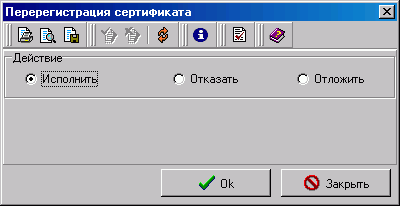 Перерегистрация сертификата
Действие
Исполнить
Отказать
Отложить
Ok
Закрыть